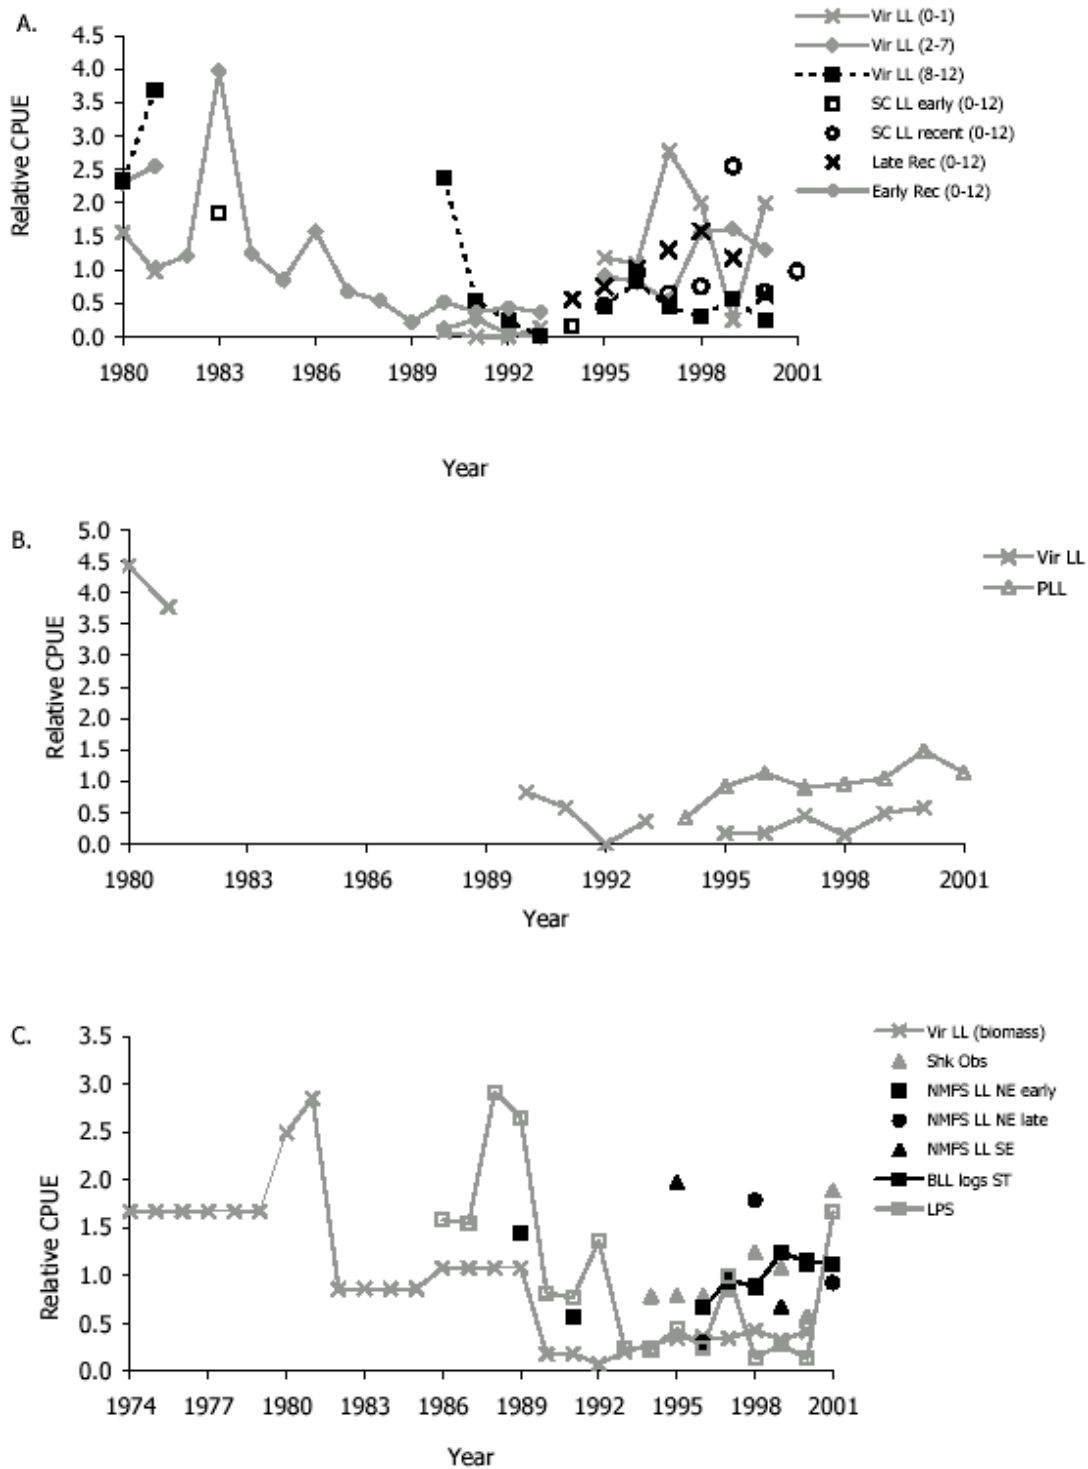 A.
Vir LL (0-1)
Vir LL (2-7)
Vir LL (8-12)
SC LL early (0-12)
SC LL recent (0-12)
Late Rec (0-12)
Early Rec (0-12)
Relative CPUE
4.5
4.0
3.5
3.0
2.5
2.0
1.5
1.0
0.5
0.0
1980 1983 1986 1989 1992 1995 1998 2001
Year
B.
Vir LL
PLL
Relative CPUE
5.0
4.5
4.0
3.5
3.0
2.5
2.0
1.5
1.0
0.5
0.0
1980 1983 1986 1989 1992 1995 1998 2001
Year
C.
Vir LL (biomass)
Shk Obs
NMFS LL NE early
NMFS LL NE late
NMFS LL SE
BLL logs ST
LPS
Relative CPUE
3.5
3.0
2.5
2.0
1.5
1.0
0.5
0.0
1974 1977 1980 1983 1986 1989 1992 1995 1998 2001
Year